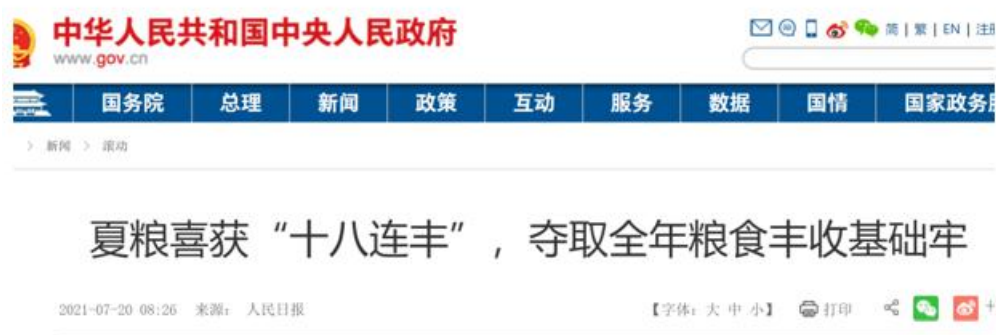 中华人民共和国中央人民政府
www.gov.cn
简 | 繁 | EN | 注册
国务院 总理 新闻 政策 互动 服务 数据 国情 国家政务服
> 新闻 > 滚动
夏粮喜获“十八连丰”，夺取全年粮食丰收基础牢
2021-07-20 08:26 来源： 人民日报 【字体：大 中 小】 打印 +